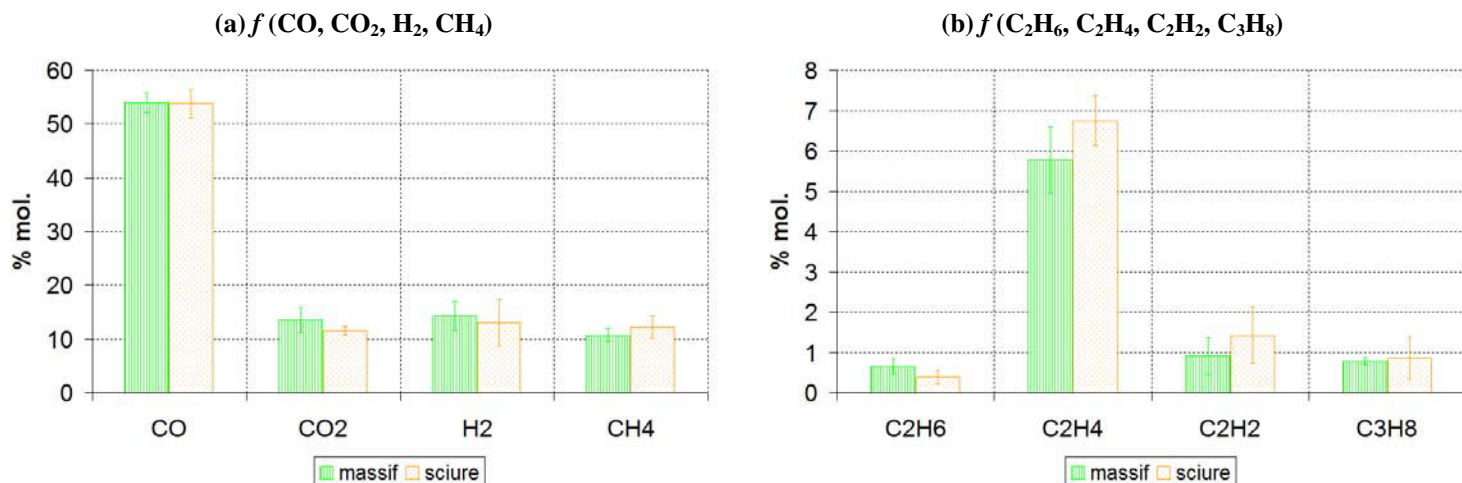 (a) f (CO, CO₂, H₂, CH₄)
60
50
40
30
20
10
0
% mol.
CO CO2 H2 CH4
massif sciure
(b) f (C₂H₆, C₂H₄, C₂H₂, C₃H₈)
8
7
6
5
4
3
2
1
0
% mol.
C2H6 C2H4 C2H2 C3H8
massif sciure